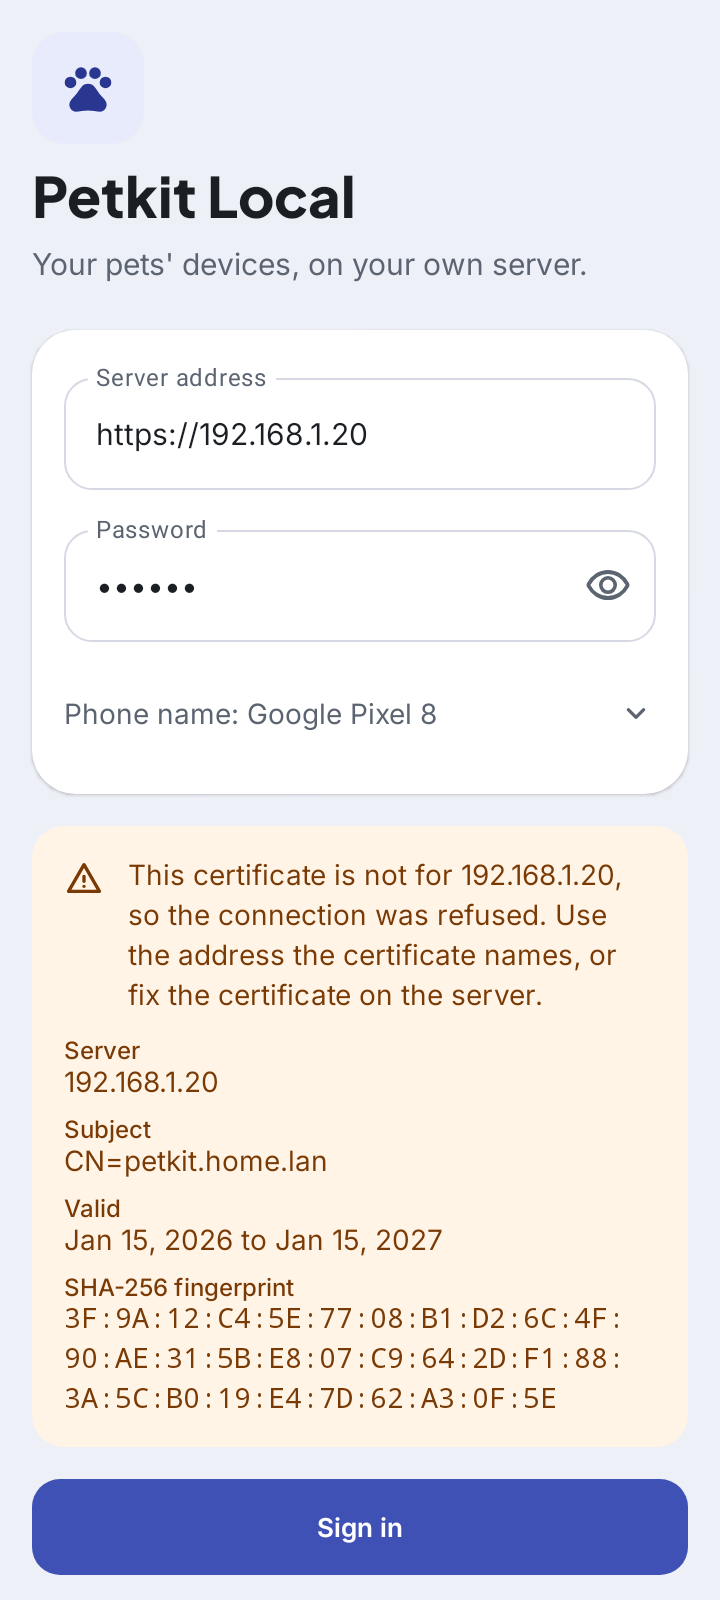 Petkit Local
Your pets' devices, on your own server.
Server address
https://192.168.1.20
Password
••••••
Phone name: Google Pixel 8
This certificate is not for 192.168.1.20,
so the connection was refused. Use
the address the certificate names, or
fix the certificate on the server.
Server
192.168.1.20
Subject
CN=petkit.home.lan
Valid
Jan 15, 2026 to Jan 15, 2027
SHA-256 fingerprint
3F:9A:12:C4:5E:77:08:B1:D2:6C:4F:
90:AE:31:5B:E8:07:C9:64:2D:F1:88:
3A:5C:B0:19:E4:7D:62:A3:0F:5E
Sign in